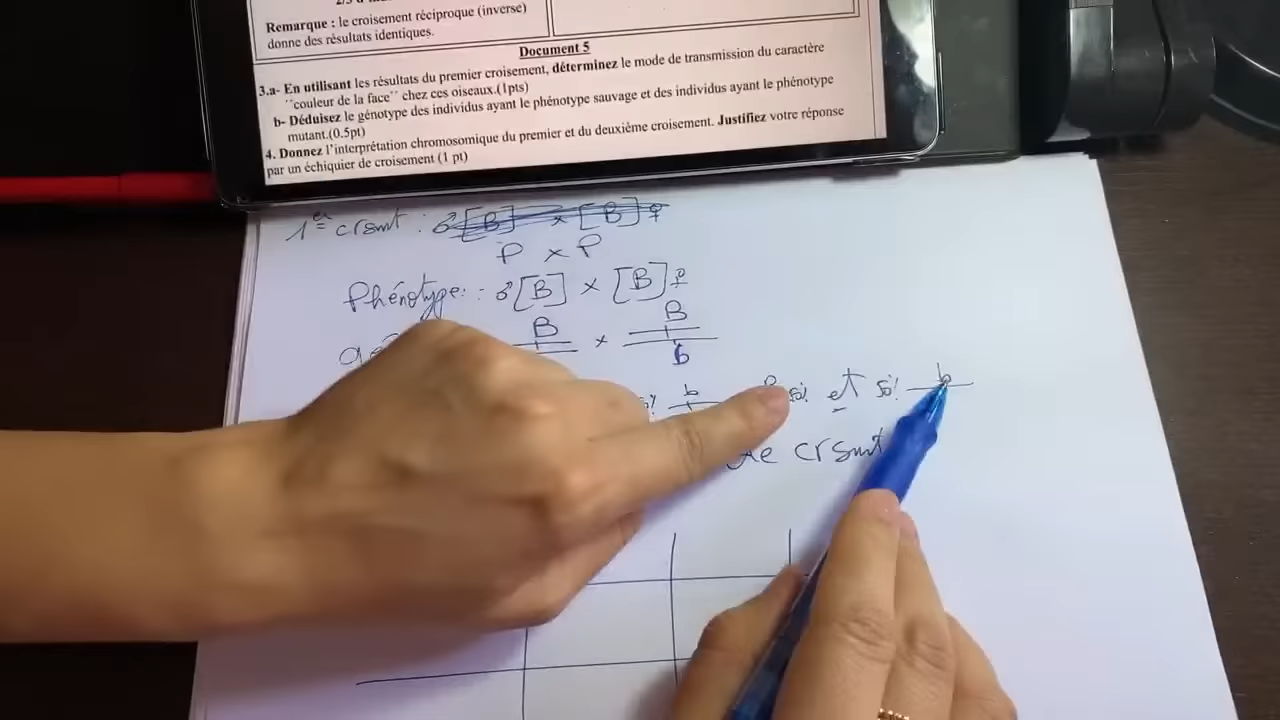 Remarque : le croisement réciproque (inverse)
donne des résultats identiques.
Document 5
3.a- En utilisant les résultats du premier croisement, déterminez le mode de transmission du caractère
``couleur de la face`` chez ces oiseaux.(1pts)
b- Déduisez le génotype des individus ayant le phénotype sauvage et des individus ayant le phénotype
mutant.(0.5pt)
4. Donnez l'interprétation chromosomique du premier et du deuxième croisement. Justifiez votre réponse
par un échiquier de croisement (1 pt)
1er crsmt : ♂[B] × [B]♀
P × P
Phénotype : ♂[B] × [B]♀
B × B
b
b 50% et 50% b
crsmt